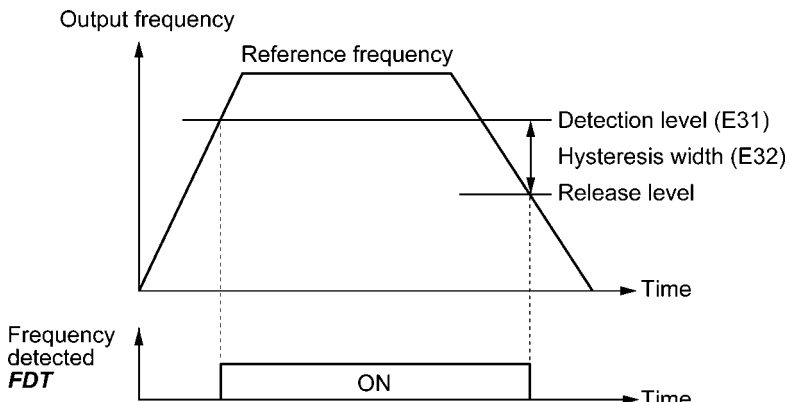 Output frequency
Reference frequency
Detection level (E31)
Hysteresis width (E32)
Release level
Time
Frequency
detected
FDT
ON
Time